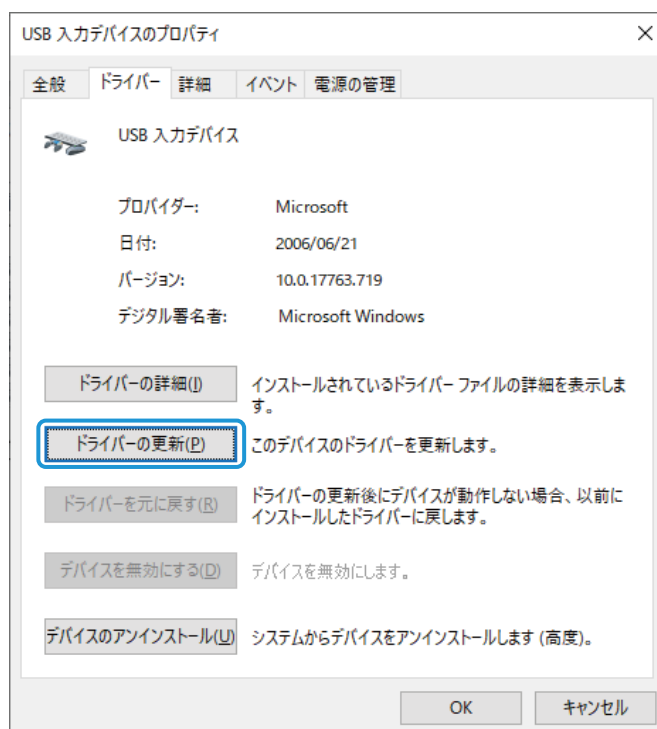 USB 入力デバイスのプロパティ
全般 ドライバー 詳細 イベント 電源の管理
USB 入力デバイス
プロバイダー: Microsoft
日付: 2006/06/21
バージョン: 10.0.17763.719
デジタル署名者: Microsoft Windows
ドライバーの詳細(I) インストールされているドライバー ファイルの詳細を表示しま
す。
ドライバーの更新(P) このデバイスのドライバーを更新します。
ドライバーを元に戻す(R) ドライバーの更新後にデバイスが動作しない場合、以前に
インストールしたドライバーに戻します。
デバイスを無効にする(D) デバイスを無効にします。
デバイスのアンインストール(U) システムからデバイスをアンインストールします (高度)。
OK キャンセル